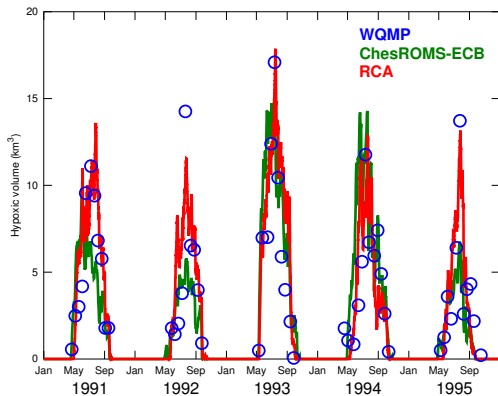 WQMP
ChesROMS-ECB
RCA
Hypoxic volume (km³)
20
15
10
5
0
Jan May Sep Jan May Sep Jan May Sep Jan May Sep Jan May Sep
1991 1992 1993 1994 1995